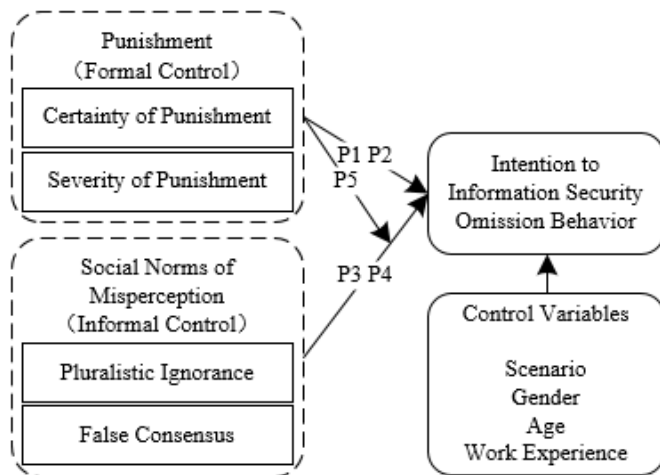 Punishment
（Formal Control）
Certainty of Punishment
Severity of Punishment
Social Norms of
Misperception
（Informal Control）
Pluralistic Ignorance
False Consensus
P1 P2
P5
P3 P4
Intention to
Information Security
Omission Behavior
Control Variables
Scenario
Gender
Age
Work Experience